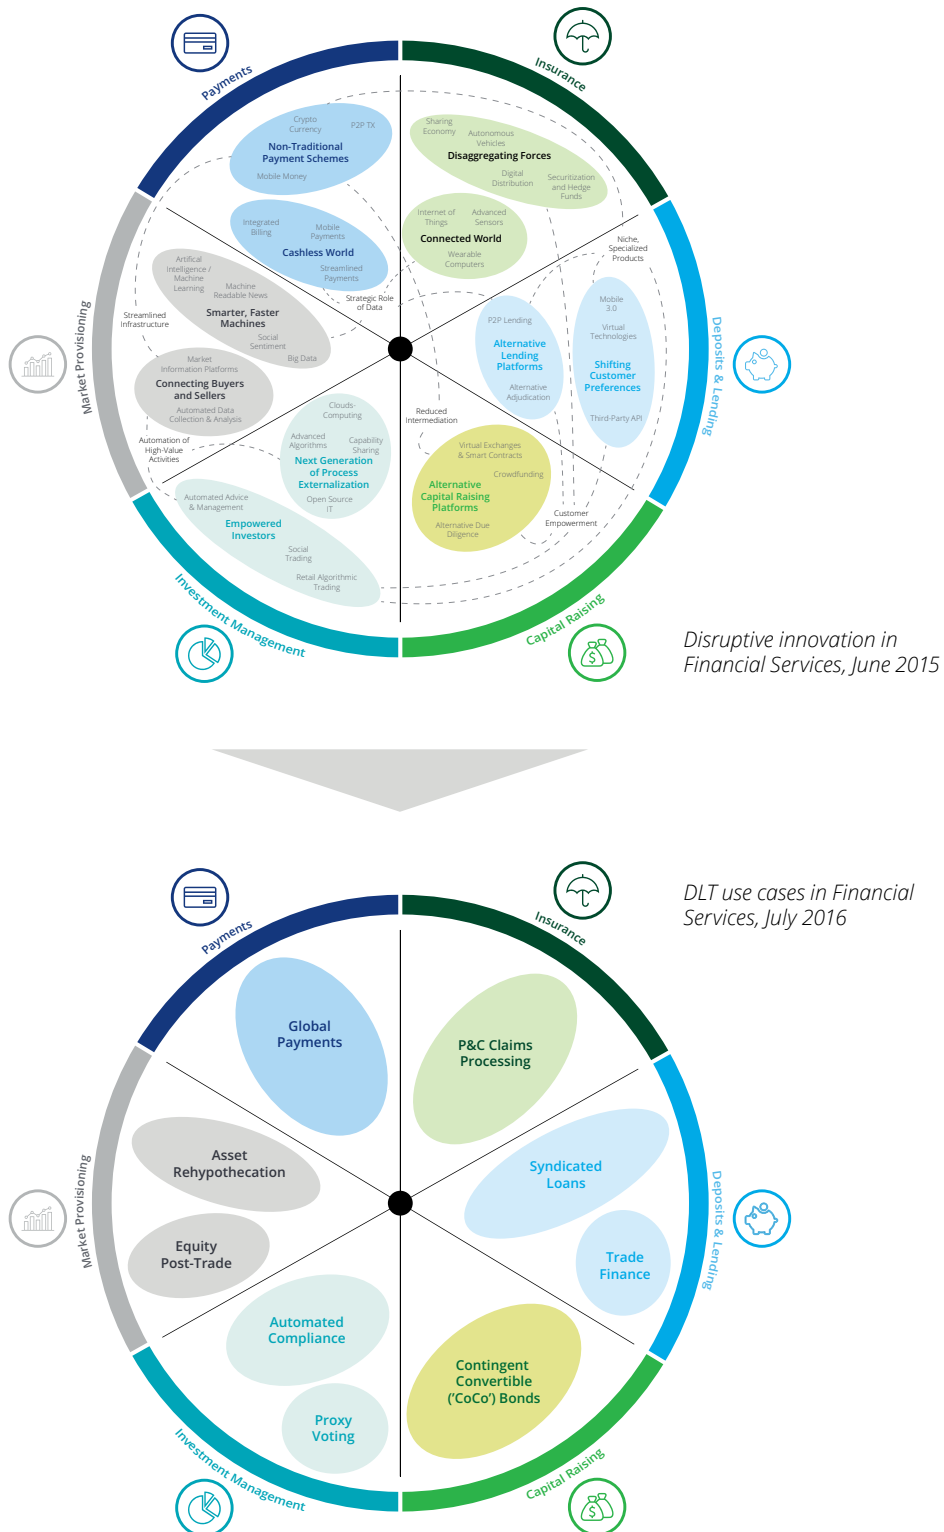 Payments
Insurance
Crypto
Currency
P2P TX
Non-Traditional
Payment Schemes
Mobile Money
Sharing
Economy
Autonomous
Vehicles
Disaggregating Forces
Digital
Distribution
Securitization
and Hedge
Funds
Integrated
Billing
Mobile
Payments
Cashless World
Streamlined
Payments
Internet of
Things
Advanced
Sensors
Connected World
Wearable
Computers
Niche,
Specialized
Products
Artificial
Intelligence /
Machine
Learning
Machine
Readable News
Smarter, Faster
Machines
Social
Sentiment
Big Data
Strategic Role
of Data
Streamlined
Infrastructure
Market Provisioning
P2P Lending
Alternative
Lending
Platforms
Alternative
Adjudication
Mobile
3.0
Virtual
Technologies
Shifting
Customer
Preferences
Third-Party API
Deposits & Lending
Market
Information Platforms
Connecting Buyers
and Sellers
Automated Data
Collection & Analysis
Automation of
High-Value
Activities
Clouds-
Computing
Advanced
Algorithms
Capability
Sharing
Next Generation
of Process
Externalization
Open Source
IT
Reduced
Intermediation
Virtual Exchanges
& Smart Contracts
Crowdfunding
Alternative
Capital Raising
Platforms
Alternative Due
Diligence
Customer
Empowerment
Automated Advice
& Management
Empowered
Investors
Social
Trading
Retail Algorithmic
Trading
Investment Management
Capital Raising
$
Disruptive innovation in
Financial Services, June 2015
DLT use cases in Financial
Services, July 2016
Payments
Insurance
Global
Payments
P&C Claims
Processing
Asset
Rehypothecation
Equity
Post-Trade
Market Provisioning
Syndicated
Loans
Trade
Finance
Deposits & Lending
Automated
Compliance
Proxy
Voting
Contingent
Convertible
(‘CoCo’) Bonds
Investment Management
Capital Raising
$